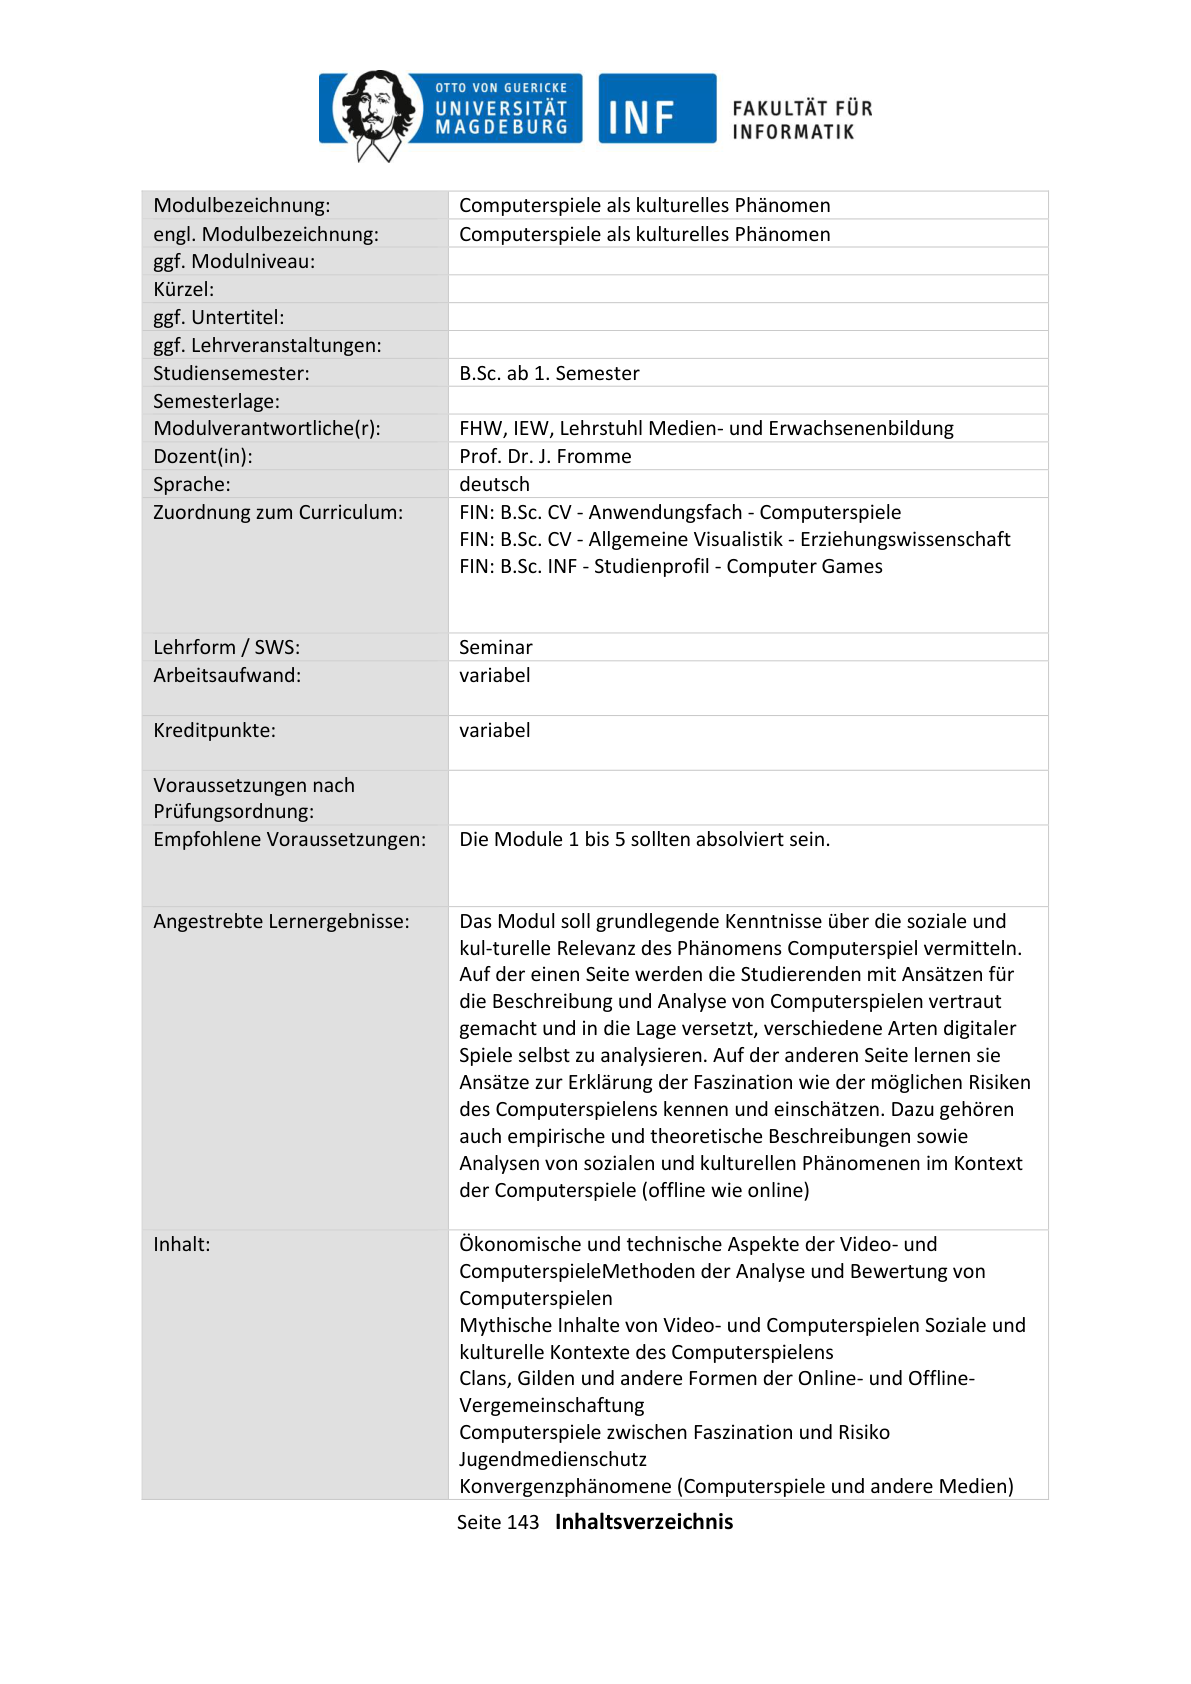 OTTO VON GUERICKE
UNIVERSITÄT
MAGDEBURG
INF
FAKULTÄT FÜR
INFORMATIK
Modulbezeichnung: Computerspiele als kulturelles Phänomen
engl. Modulbezeichnung: Computerspiele als kulturelles Phänomen
ggf. Modulniveau:
Kürzel:
ggf. Untertitel:
ggf. Lehrveranstaltungen:
Studiensemester: B.Sc. ab 1. Semester
Semesterlage:
Modulverantwortliche(r): FHW, IEW, Lehrstuhl Medien- und Erwachsenenbildung
Dozent(in): Prof. Dr. J. Fromme
Sprache: deutsch
Zuordnung zum Curriculum: FIN: B.Sc. CV - Anwendungsfach - Computerspiele
FIN: B.Sc. CV - Allgemeine Visualistik - Erziehungswissenschaft
FIN: B.Sc. INF - Studienprofil - Computer Games
Lehrform / SWS: Seminar
Arbeitsaufwand: variabel
Kreditpunkte: variabel
Voraussetzungen nach
Prüfungsordnung:
Empfohlene Voraussetzungen: Die Module 1 bis 5 sollten absolviert sein.
Angestrebte Lernergebnisse: Das Modul soll grundlegende Kenntnisse über die soziale und
kul-turelle Relevanz des Phänomens Computerspiel vermitteln.
Auf der einen Seite werden die Studierenden mit Ansätzen für
die Beschreibung und Analyse von Computerspielen vertraut
gemacht und in die Lage versetzt, verschiedene Arten digitaler
Spiele selbst zu analysieren. Auf der anderen Seite lernen sie
Ansätze zur Erklärung der Faszination wie der möglichen Risiken
des Computerspielens kennen und einschätzen. Dazu gehören
auch empirische und theoretische Beschreibungen sowie
Analysen von sozialen und kulturellen Phänomenen im Kontext
der Computerspiele (offline wie online)
Inhalt: Ökonomische und technische Aspekte der Video- und
ComputerspieleMethoden der Analyse und Bewertung von
Computerspielen
Mythische Inhalte von Video- und Computerspielen Soziale und
kulturelle Kontexte des Computerspielens
Clans, Gilden und andere Formen der Online- und Offline-
Vergemeinschaftung
Computerspiele zwischen Faszination und Risiko
Jugendmedienschutz
Konvergenzphänomene (Computerspiele und andere Medien)
Seite 143 Inhaltsverzeichnis